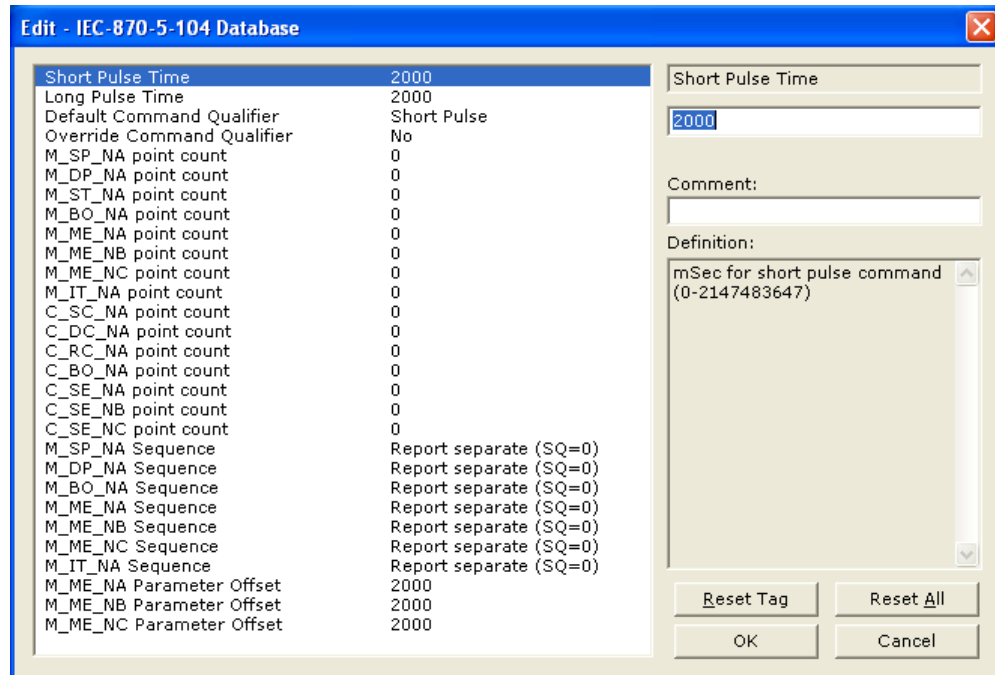 Edit - IEC-870-5-104 Database
Short Pulse Time 2000
Long Pulse Time 2000
Default Command Qualifier Short Pulse
Override Command Qualifier No
M_SP_NA point count 0
M_DP_NA point count 0
M_ST_NA point count 0
M_BO_NA point count 0
M_ME_NA point count 0
M_ME_NB point count 0
M_ME_NC point count 0
M_IT_NA point count 0
C_SC_NA point count 0
C_DC_NA point count 0
C_RC_NA point count 0
C_BO_NA point count 0
C_SE_NA point count 0
C_SE_NB point count 0
C_SE_NC point count 0
M_SP_NA Sequence Report separate (SQ=0)
M_DP_NA Sequence Report separate (SQ=0)
M_BO_NA Sequence Report separate (SQ=0)
M_ME_NA Sequence Report separate (SQ=0)
M_ME_NB Sequence Report separate (SQ=0)
M_ME_NC Sequence Report separate (SQ=0)
M_IT_NA Sequence Report separate (SQ=0)
M_ME_NA Parameter Offset 2000
M_ME_NB Parameter Offset 2000
M_ME_NC Parameter Offset 2000
Short Pulse Time
2000
Comment:
Definition:
mSec for short pulse command
(0-2147483647)
Reset Tag Reset All
OK Cancel